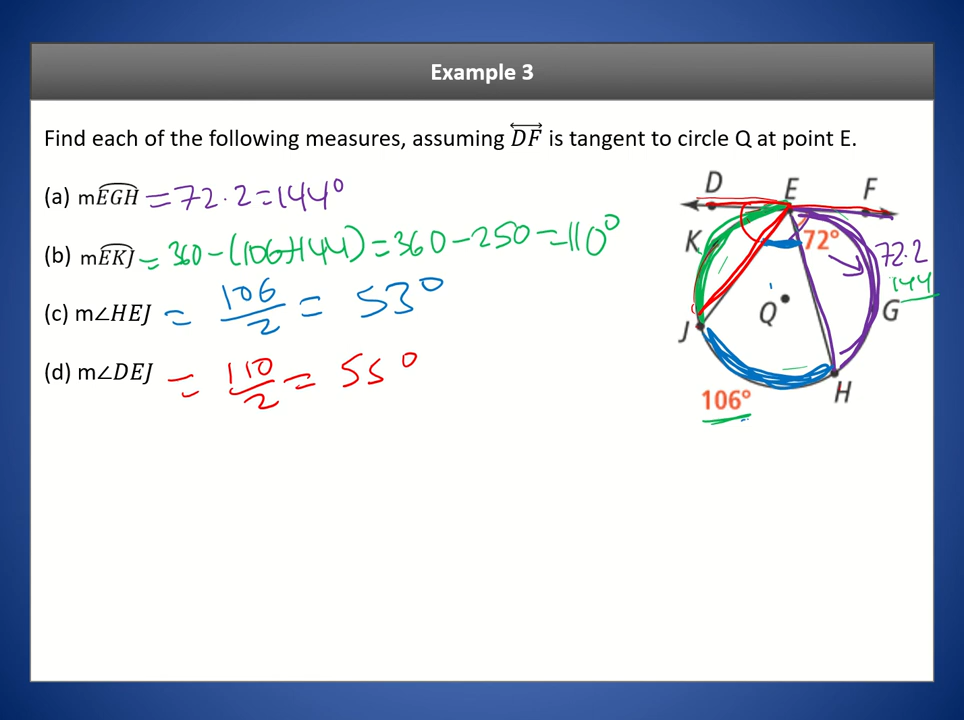 Example 3
Find each of the following measures, assuming DF is tangent to circle Q at point E.
(a) mEGH = 72·2 = 144°
(b) mEKJ = 360 - (106+144) = 360 - 250 = 110°
(c) m∠HEJ = 106/2 = 53°
(d) m∠DEJ = 110/2 = 55°
D E F
K 72° 72·2
144
Q G
J
106° H